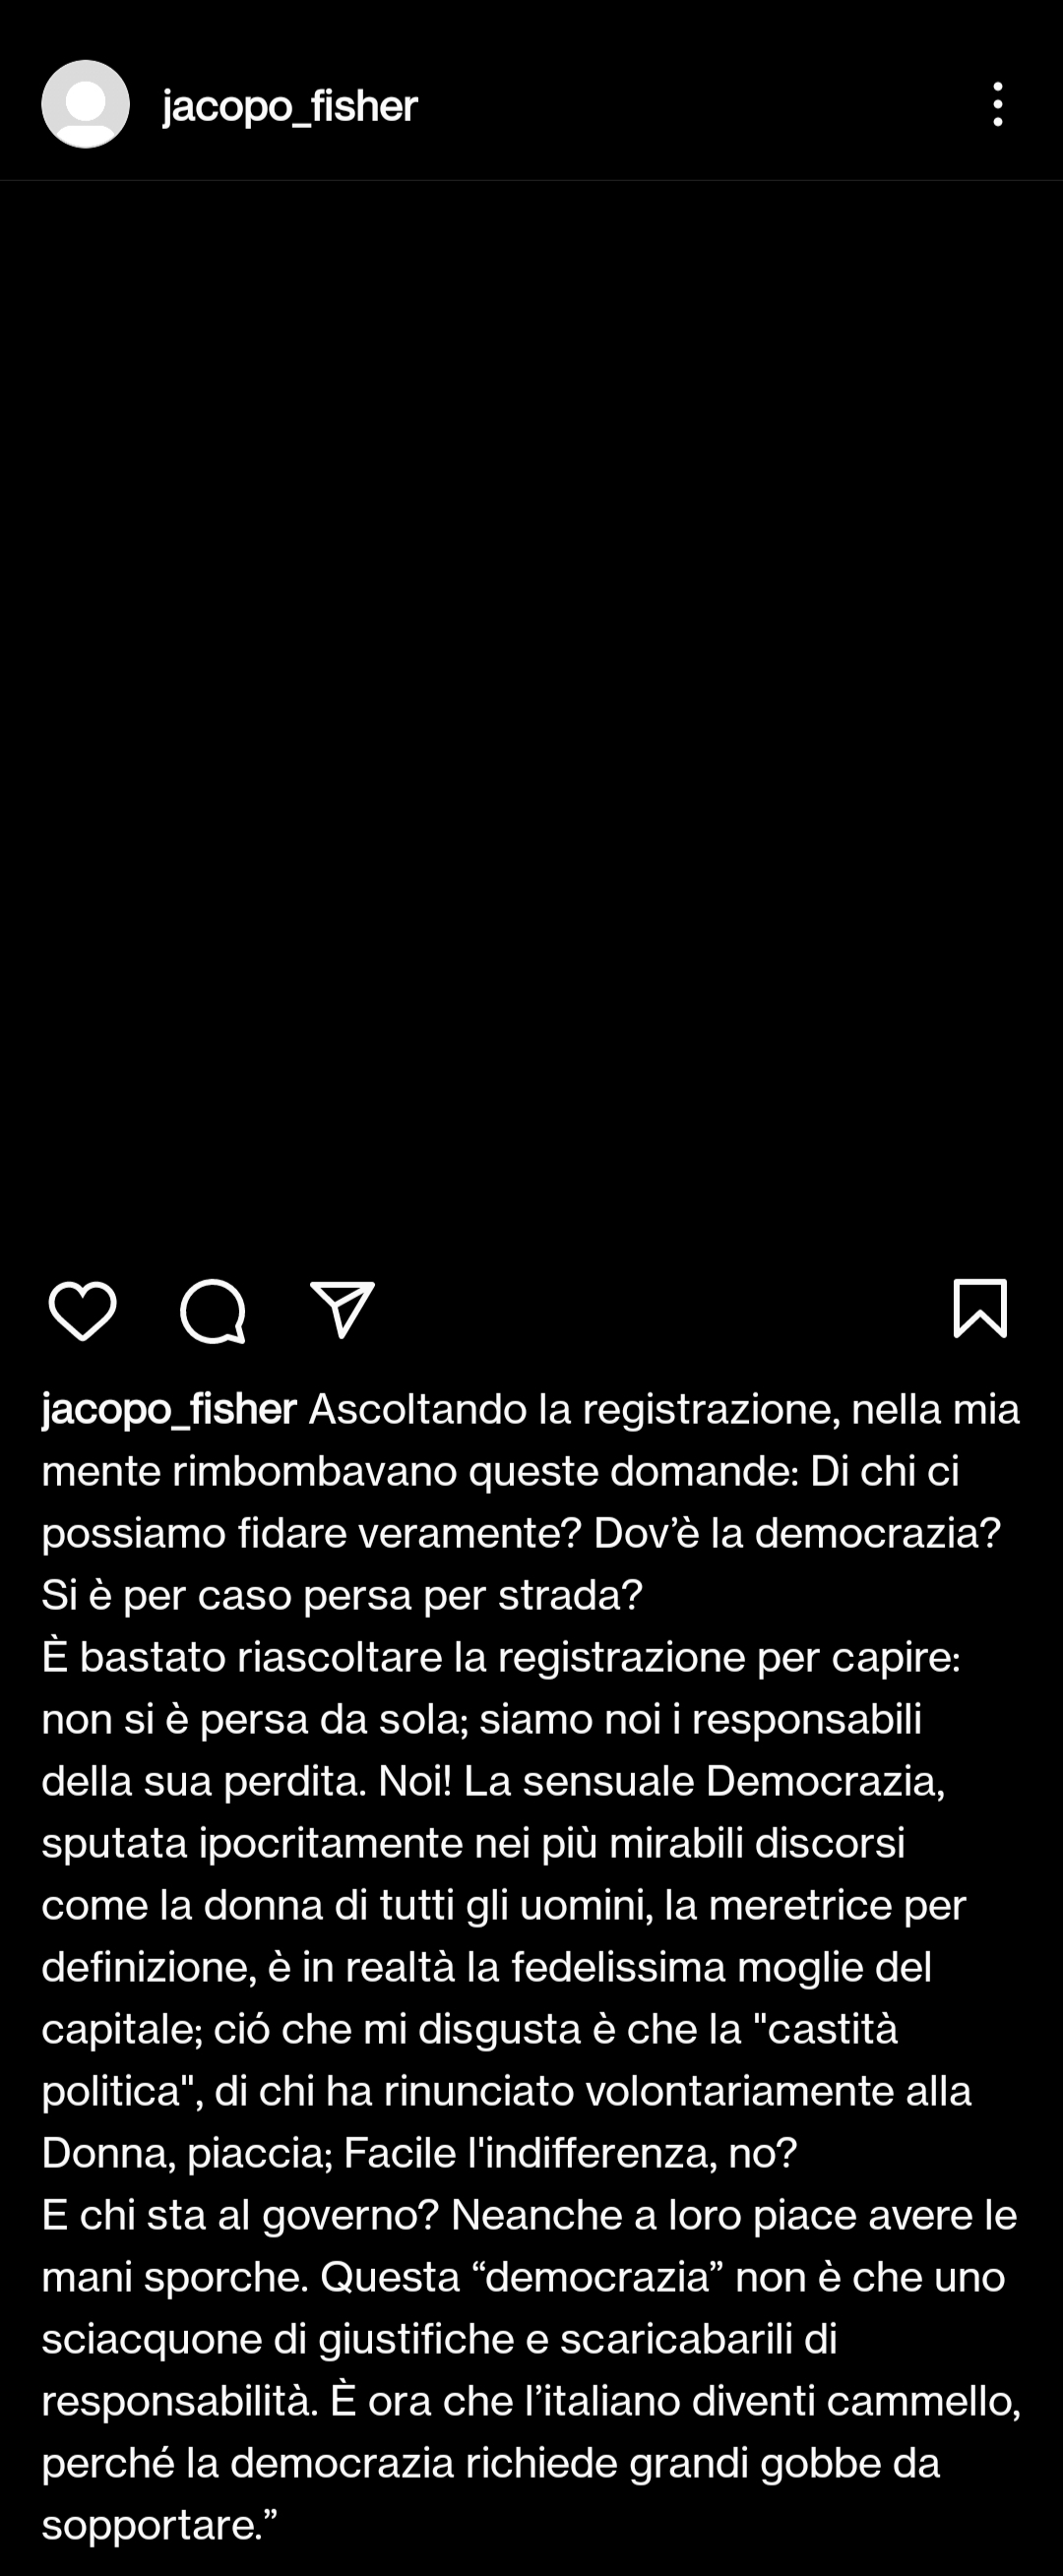 jacopo_fisher
jacopo_fisher Ascoltando la registrazione, nella mia
mente rimbombavano queste domande: Di chi ci
possiamo fidare veramente? Dov’è la democrazia?
Si è per caso persa per strada?
È bastato riascoltare la registrazione per capire:
non si è persa da sola; siamo noi i responsabili
della sua perdita. Noi! La sensuale Democrazia,
sputata ipocritamente nei più mirabili discorsi
come la donna di tutti gli uomini, la meretrice per
definizione, è in realtà la fedelissima moglie del
capitale; ció che mi disgusta è che la "castità
politica", di chi ha rinunciato volontariamente alla
Donna, piaccia; Facile l'indifferenza, no?
E chi sta al governo? Neanche a loro piace avere le
mani sporche. Questa “democrazia” non è che uno
sciacquone di giustifiche e scaricabarili di
responsabilità. È ora che l’italiano diventi cammello,
perché la democrazia richiede grandi gobbe da
sopportare.”